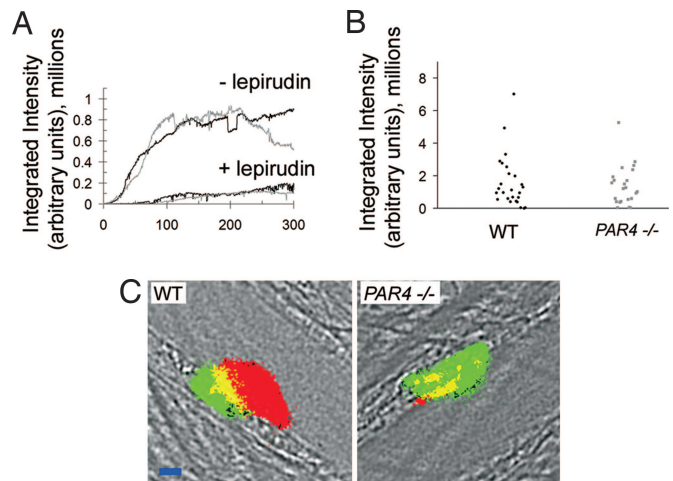 A
Integrated Intensity
(arbitrary units), millions
1
0.8
0.6
0.4
0.2
0
0 100 200 300
- lepirudin
+ lepirudin
B
Integrated Intensity
(arbitrary units), millions
8
6
4
2
0
WT PAR4 -/-
C
WT
PAR4 -/-